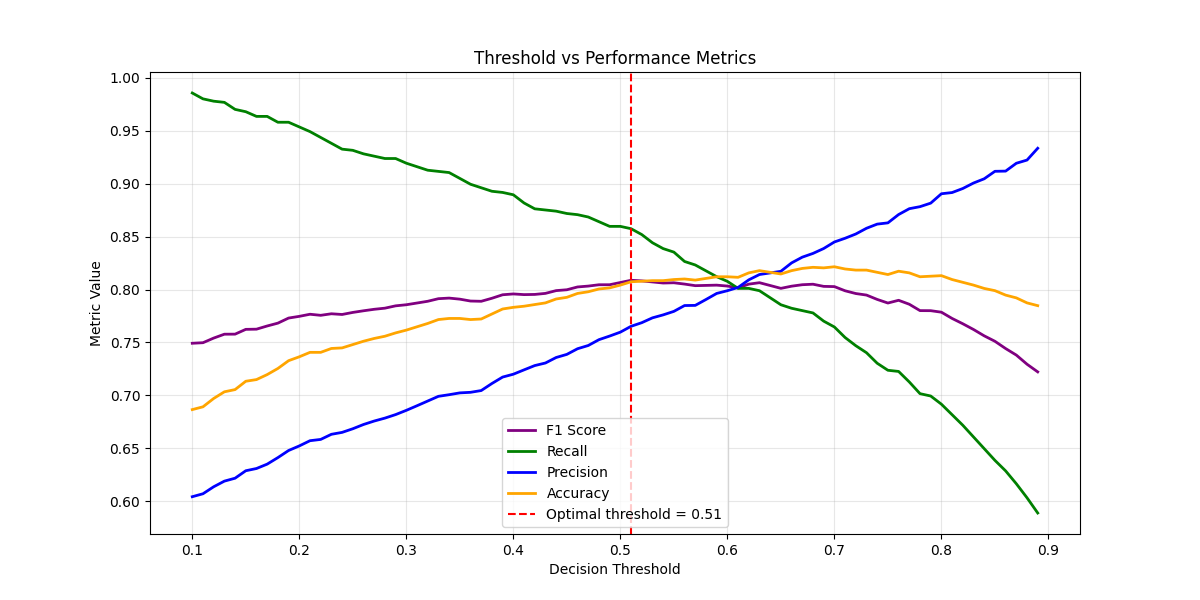 Threshold vs Performance Metrics
Metric Value
1.00
0.95
0.90
0.85
0.80
0.75
0.70
0.65
0.60
F1 Score
Recall
Precision
Accuracy
Optimal threshold = 0.51
0.1 0.2 0.3 0.4 0.5 0.6 0.7 0.8 0.9
Decision Threshold